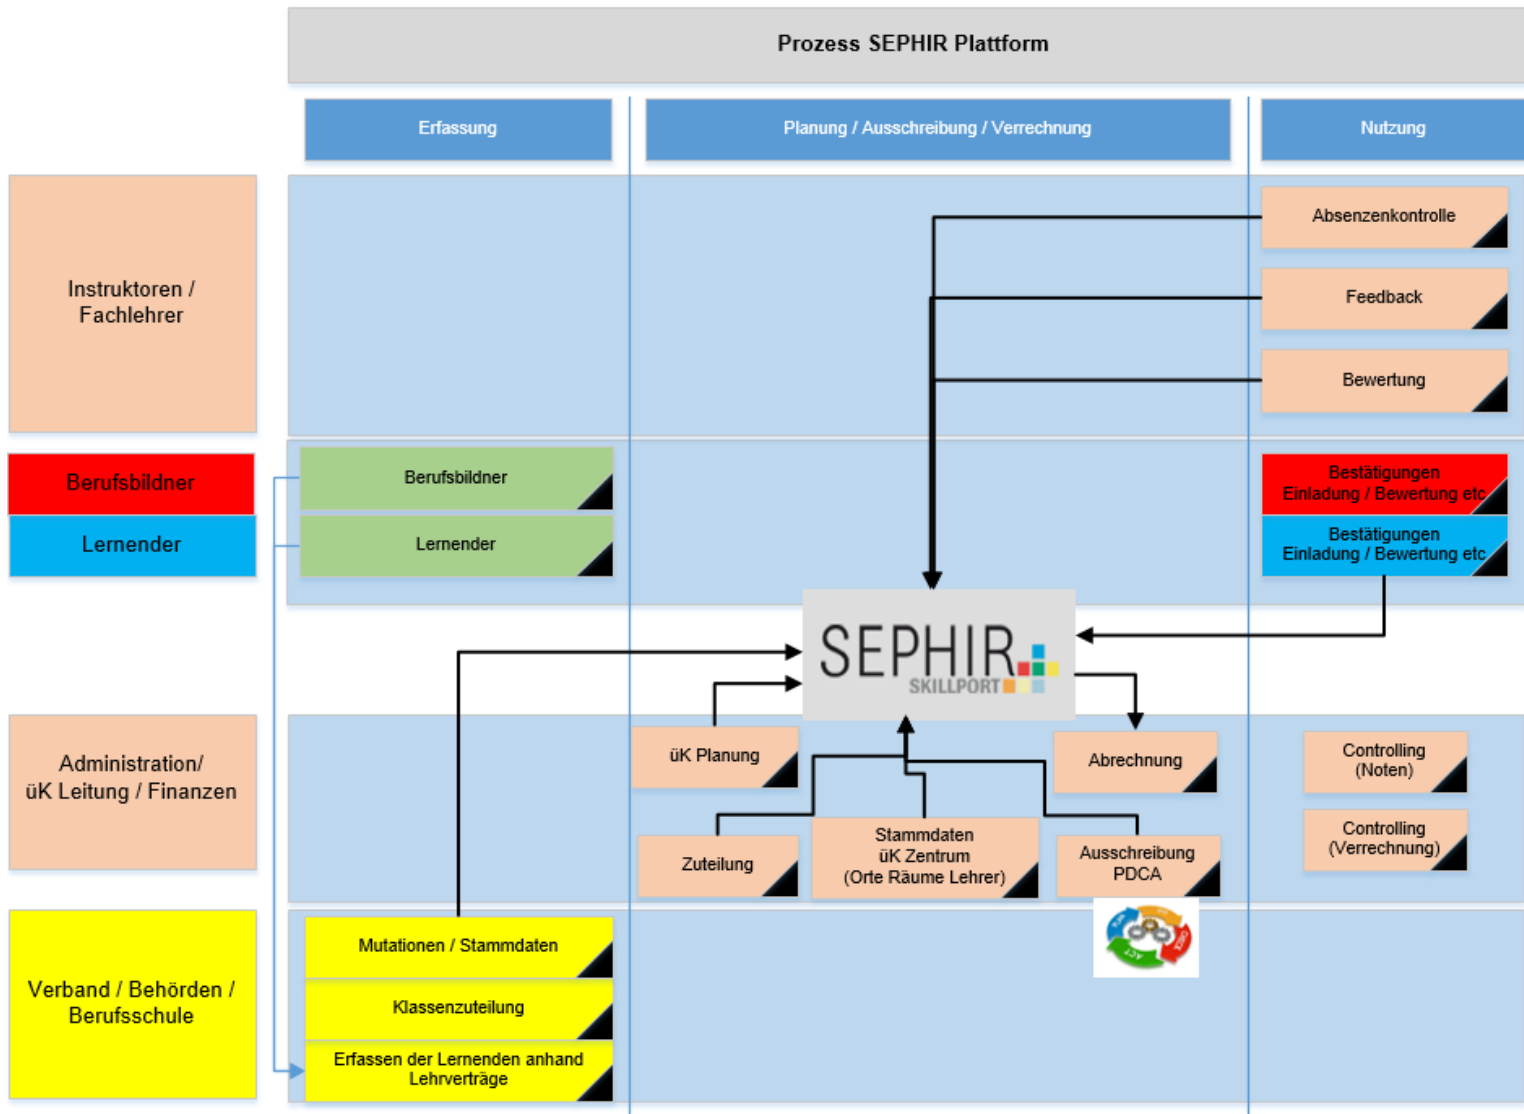 Prozess SEPHIR Plattform
Erfassung
Planung / Ausschreibung / Verrechnung
Nutzung
Instruktoren /
Fachlehrer
Absenzenkontrolle
Feedback
Bewertung
Berufsbildner
Lernender
Berufsbildner
Lernender
Bestätigungen
Einladung / Bewertung etc
Bestätigungen
Einladung / Bewertung etc
SEPHIR
SKILLPORT
Administration/
üK Leitung / Finanzen
üK Planung
Abrechnung
Controlling
(Noten)
Zuteilung
Stammdaten
üK Zentrum
(Orte Räume Lehrer)
Ausschreibung
PDCA
Controlling
(Verrechnung)
Verband / Behörden /
Berufsschule
Mutationen / Stammdaten
Klassenzuteilung
Erfassen der Lernenden anhand
Lehrverträge
ACT